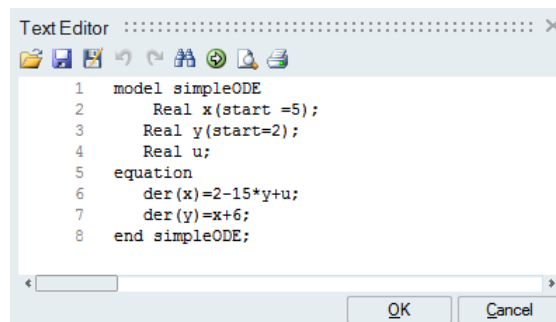 Text Editor
1 model simpleODE
2 Real x(start =5);
3 Real y(start=2);
4 Real u;
5 equation
6 der(x)=2-15*y+u;
7 der(y)=x+6;
8 end simpleODE;
OK Cancel